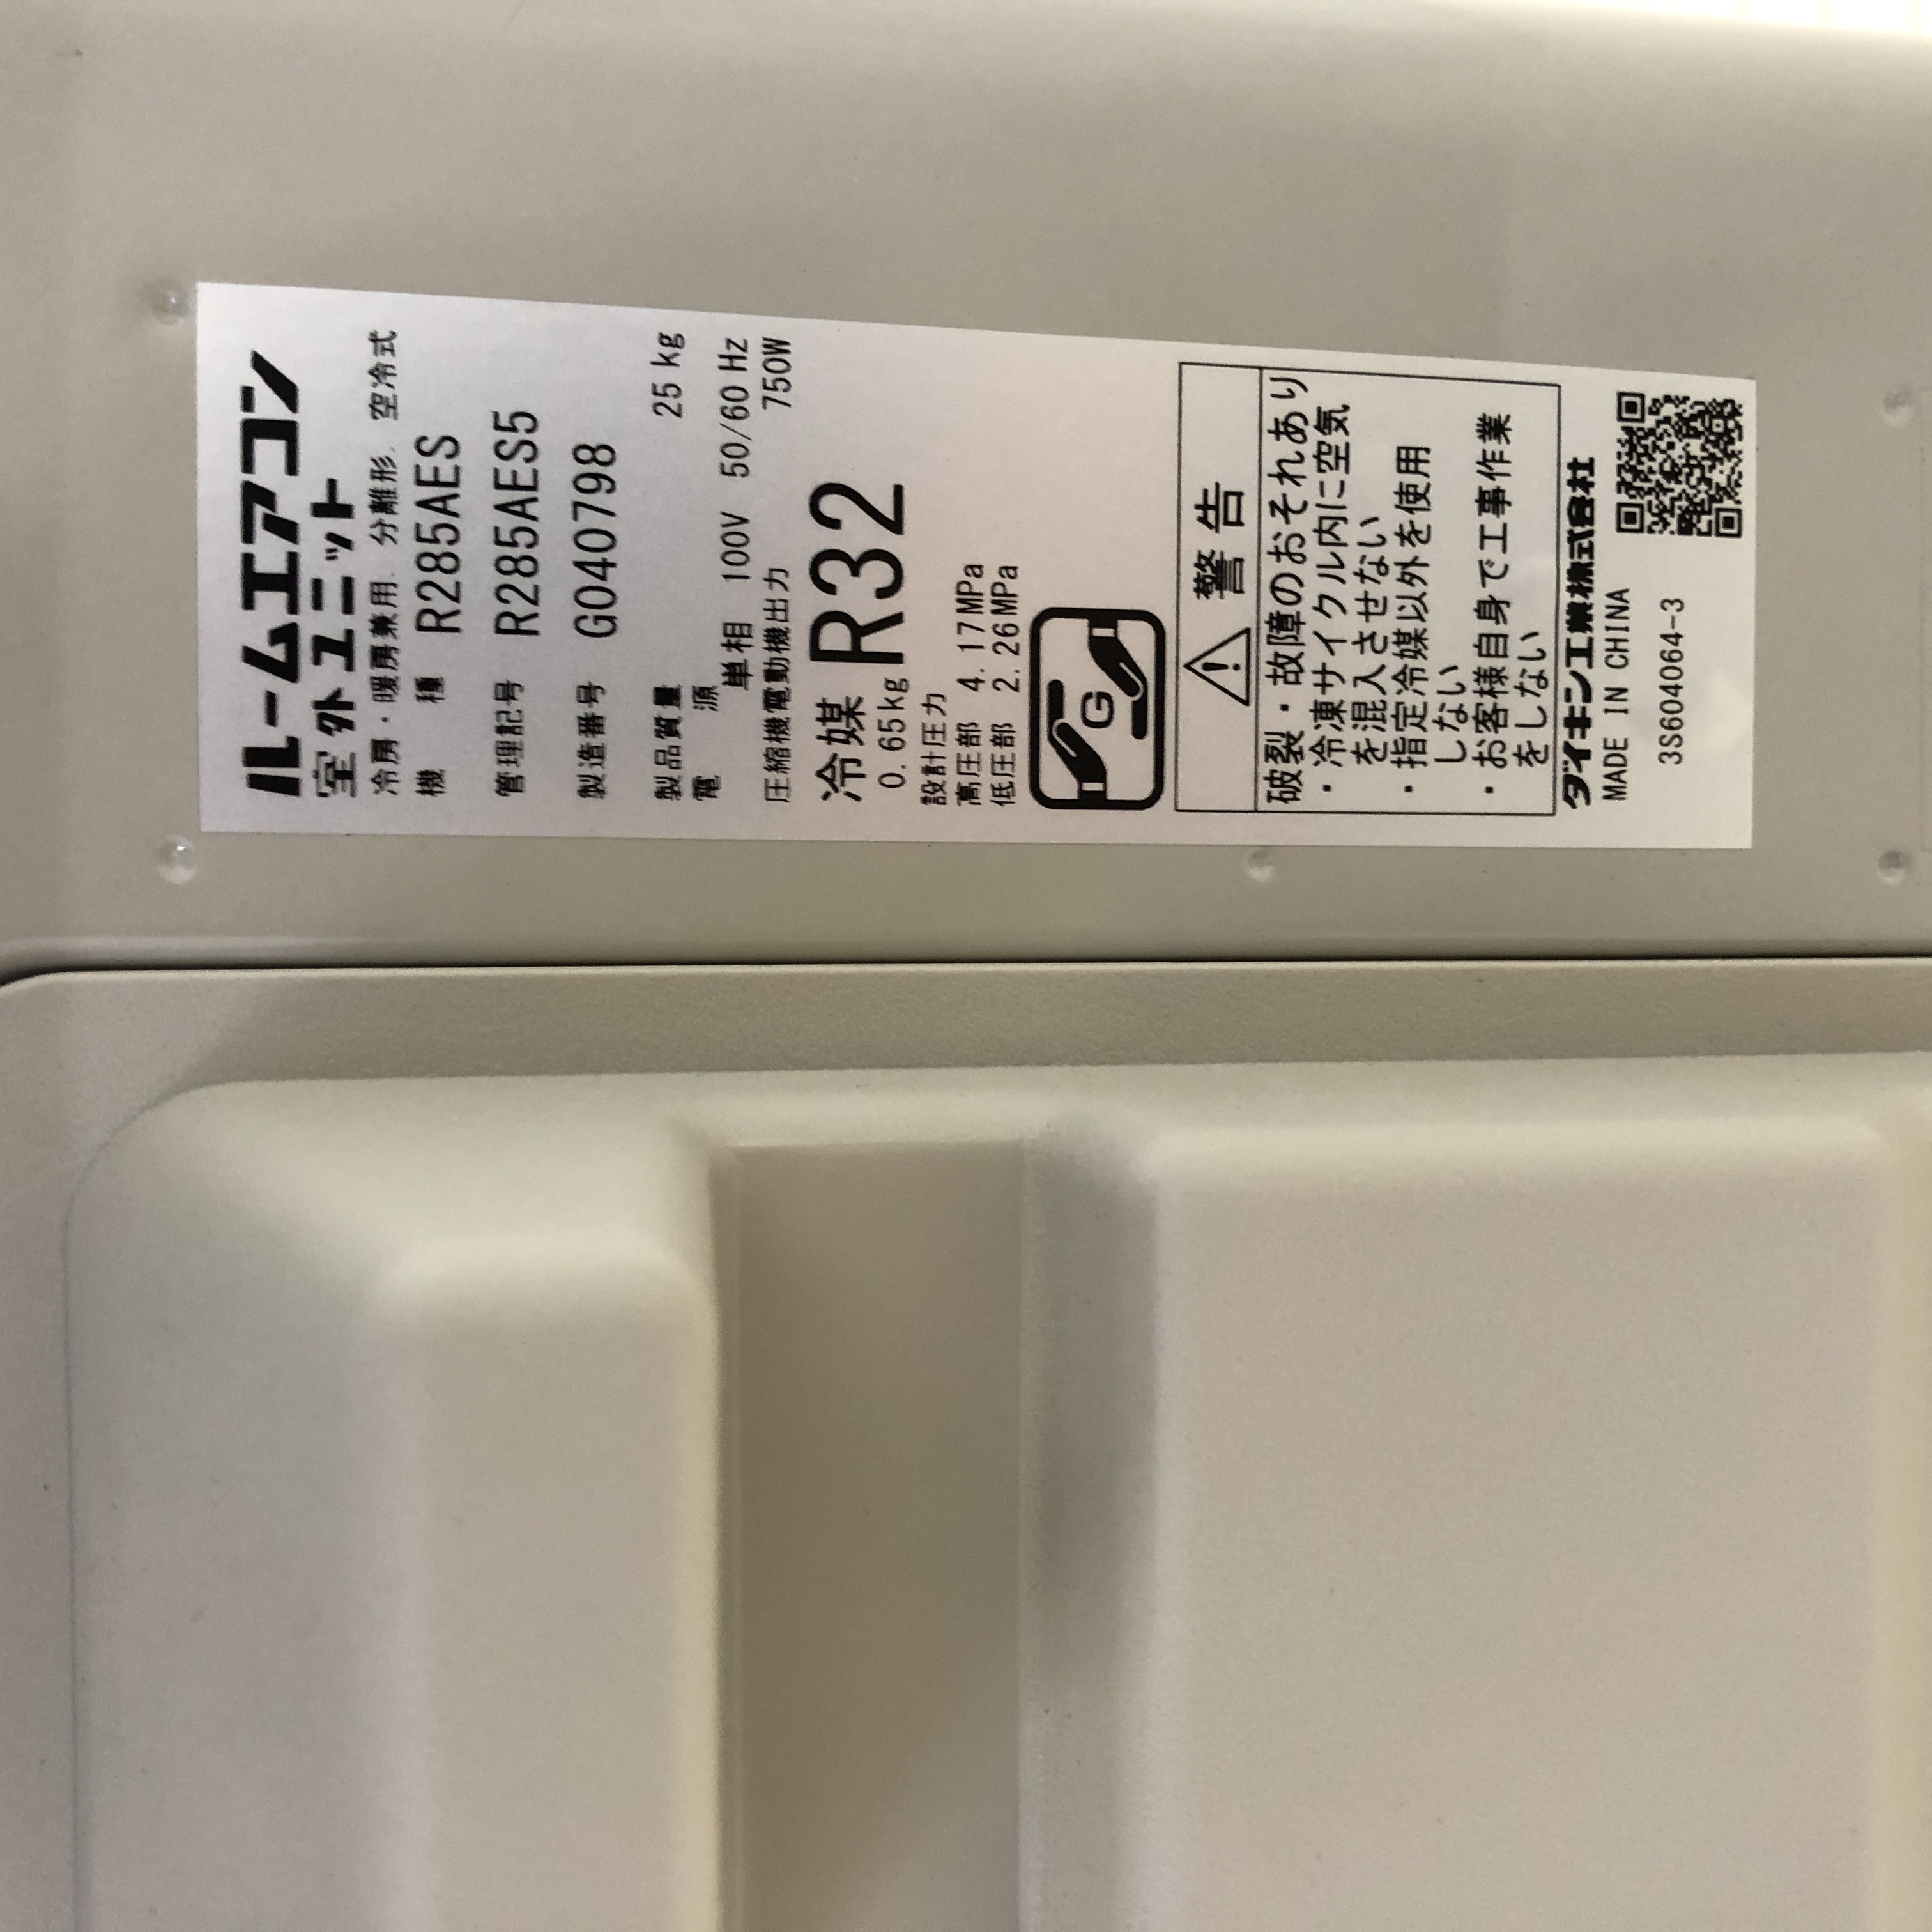 ルームエアコン
室外ユニット
冷房・暖房兼用. 分離形. 空冷式
機 種 R285AES
管理記号 R285AES5
製造番号 G040798
製品質量 25 kg
電 源
単相 100V 50/60 Hz
圧縮機電動機出力 750W
冷媒 R32
0.65kg
設計圧力
高圧部 4.17MPa
低圧部 2.26MPa
G
警告
破裂・故障のおそれあり
・冷凍サイクル内に空気
を混入させない
・指定冷媒以外を使用
しない
・お客様自身で工事作業
をしない
ダイキン工業株式会社
MADE IN CHINA
3S604064-3